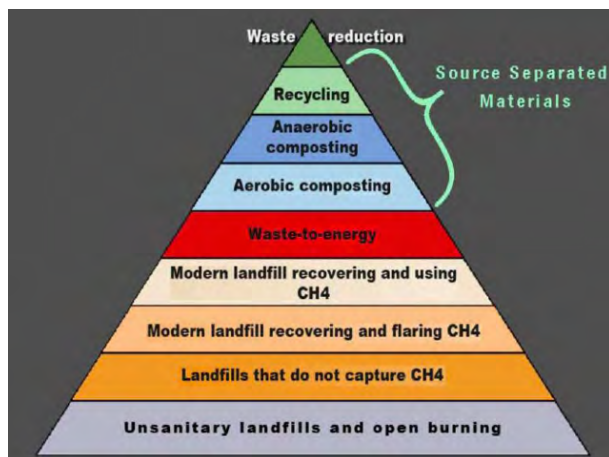 Waste reduction
Source Separated
Materials
Recycling
Anaerobic
composting
Aerobic composting
Waste-to-energy
Modern landfill recovering and using
CH4
Modern landfill recovering and flaring CH4
Landfills that do not capture CH4
Unsanitary landfills and open burning